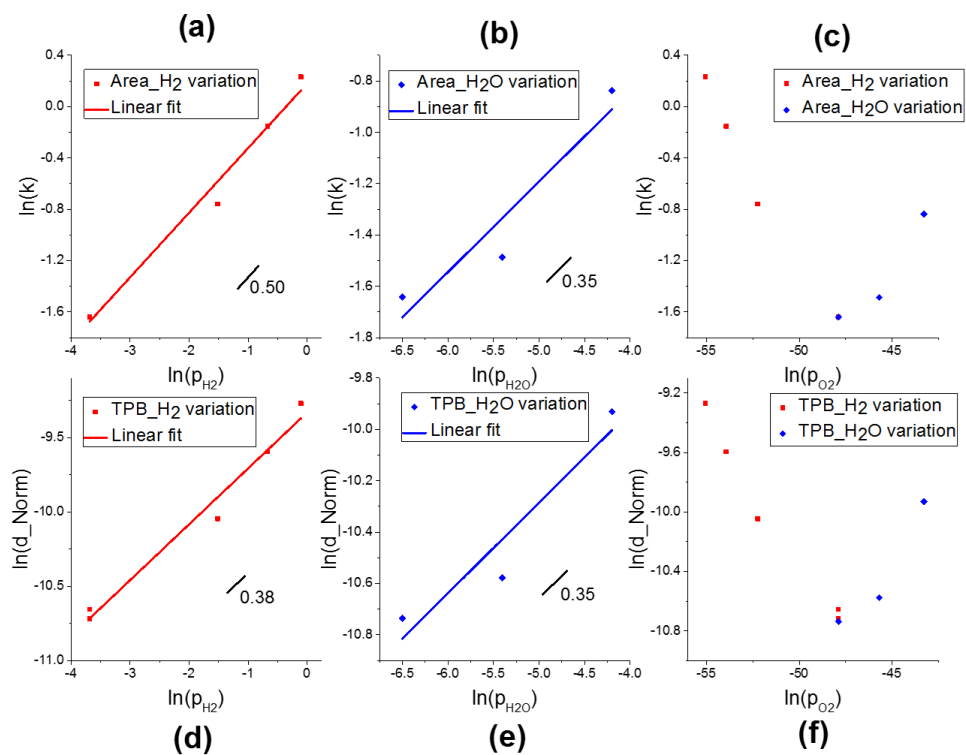 (a)
(b)
(c)
0.4
0.0
-0.4
-0.8
-1.2
-1.6
ln(k)
Area_H2 variation
Linear fit
0.50
-4
-3
-2
-1
0
ln(pH2)
-0.8
-1.0
-1.2
-1.4
-1.6
-1.8
ln(k)
Area_H2O variation
Linear fit
0.35
-6.5
-6.0
-5.5
-5.0
-4.5
-4.0
ln(pH2O)
0.4
0.0
-0.4
-0.8
-1.2
-1.6
ln(k)
Area_H2 variation
Area_H2O variation
-55
-50
-45
ln(pO2)
-9.5
-10.0
-10.5
-11.0
ln(d_Norm)
TPB_H2 variation
Linear fit
0.38
-4
-3
-2
-1
0
ln(pH2)
(d)
-9.8
-10.0
-10.2
-10.4
-10.6
-10.8
ln(d_Norm)
TPB_H2O variation
Linear fit
0.35
-6.5
-6.0
-5.5
-5.0
-4.5
-4.0
ln(pH2O)
(e)
-9.2
-9.6
-10.0
-10.4
-10.8
ln(d_Norm)
TPB_H2 variation
TPB_H2O variation
-55
-50
-45
ln(pO2)
(f)